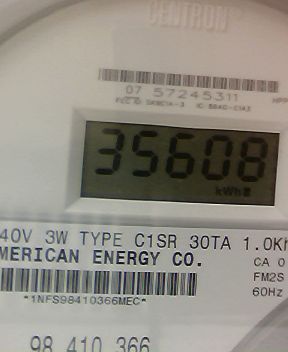 CENTRON
07 57245311
35608
kWh
40V 3W TYPE C1SR 30TA 1.0Kh
MERICAN ENERGY CO.
CA 0
FM2S
60Hz
*1NFS98410366MEC*
98 410 366